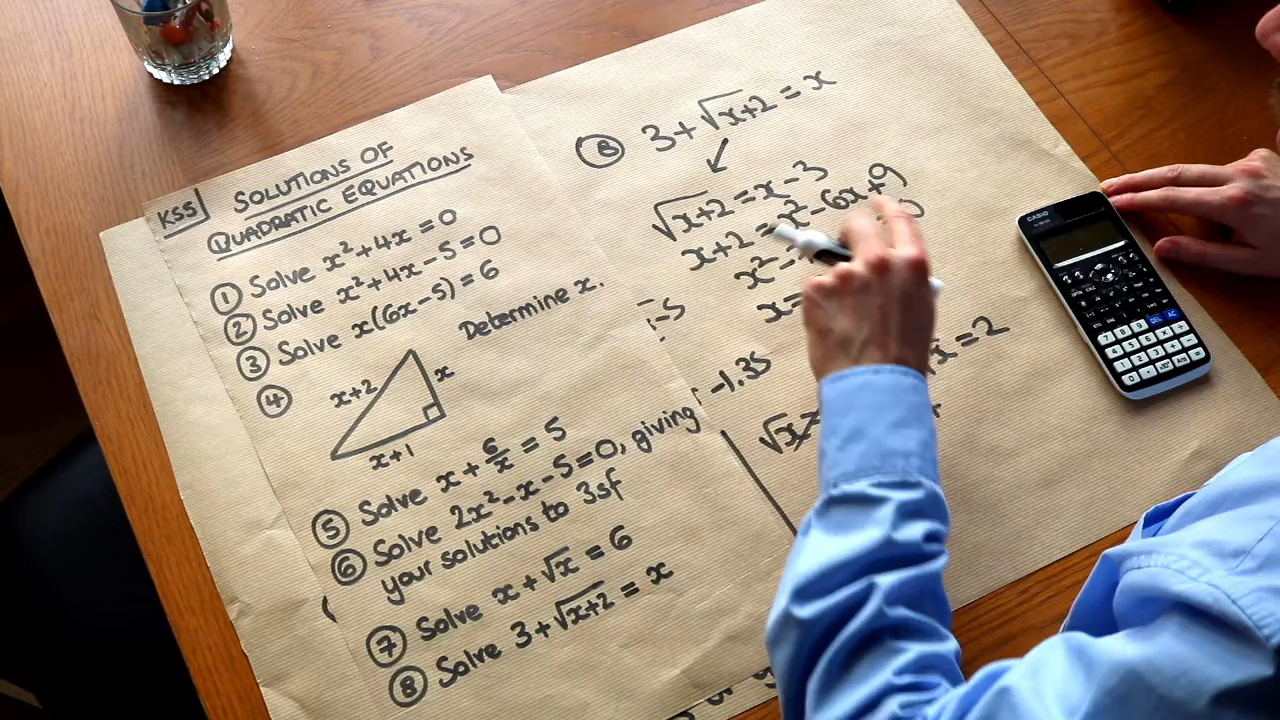 KS5
SOLUTIONS OF
QUADRATIC EQUATIONS
① Solve x²+4x=0
② Solve x²+4x-5=0
③ Solve x(6x-5)=6
④
Determine x.
x+2
x
x+1
⑤ Solve x+6/x=5
⑥ Solve 2x²-x-5=0, giving
your solutions to 3sf
⑦ Solve x+√x=6
⑧ Solve 3+√(x+2)=x
⑧ 3+√(x+2)=x
√(x+2)=x-3
x+2=x²-6x+9
x²-
x=
x=2
-1.35
√x
CASIO